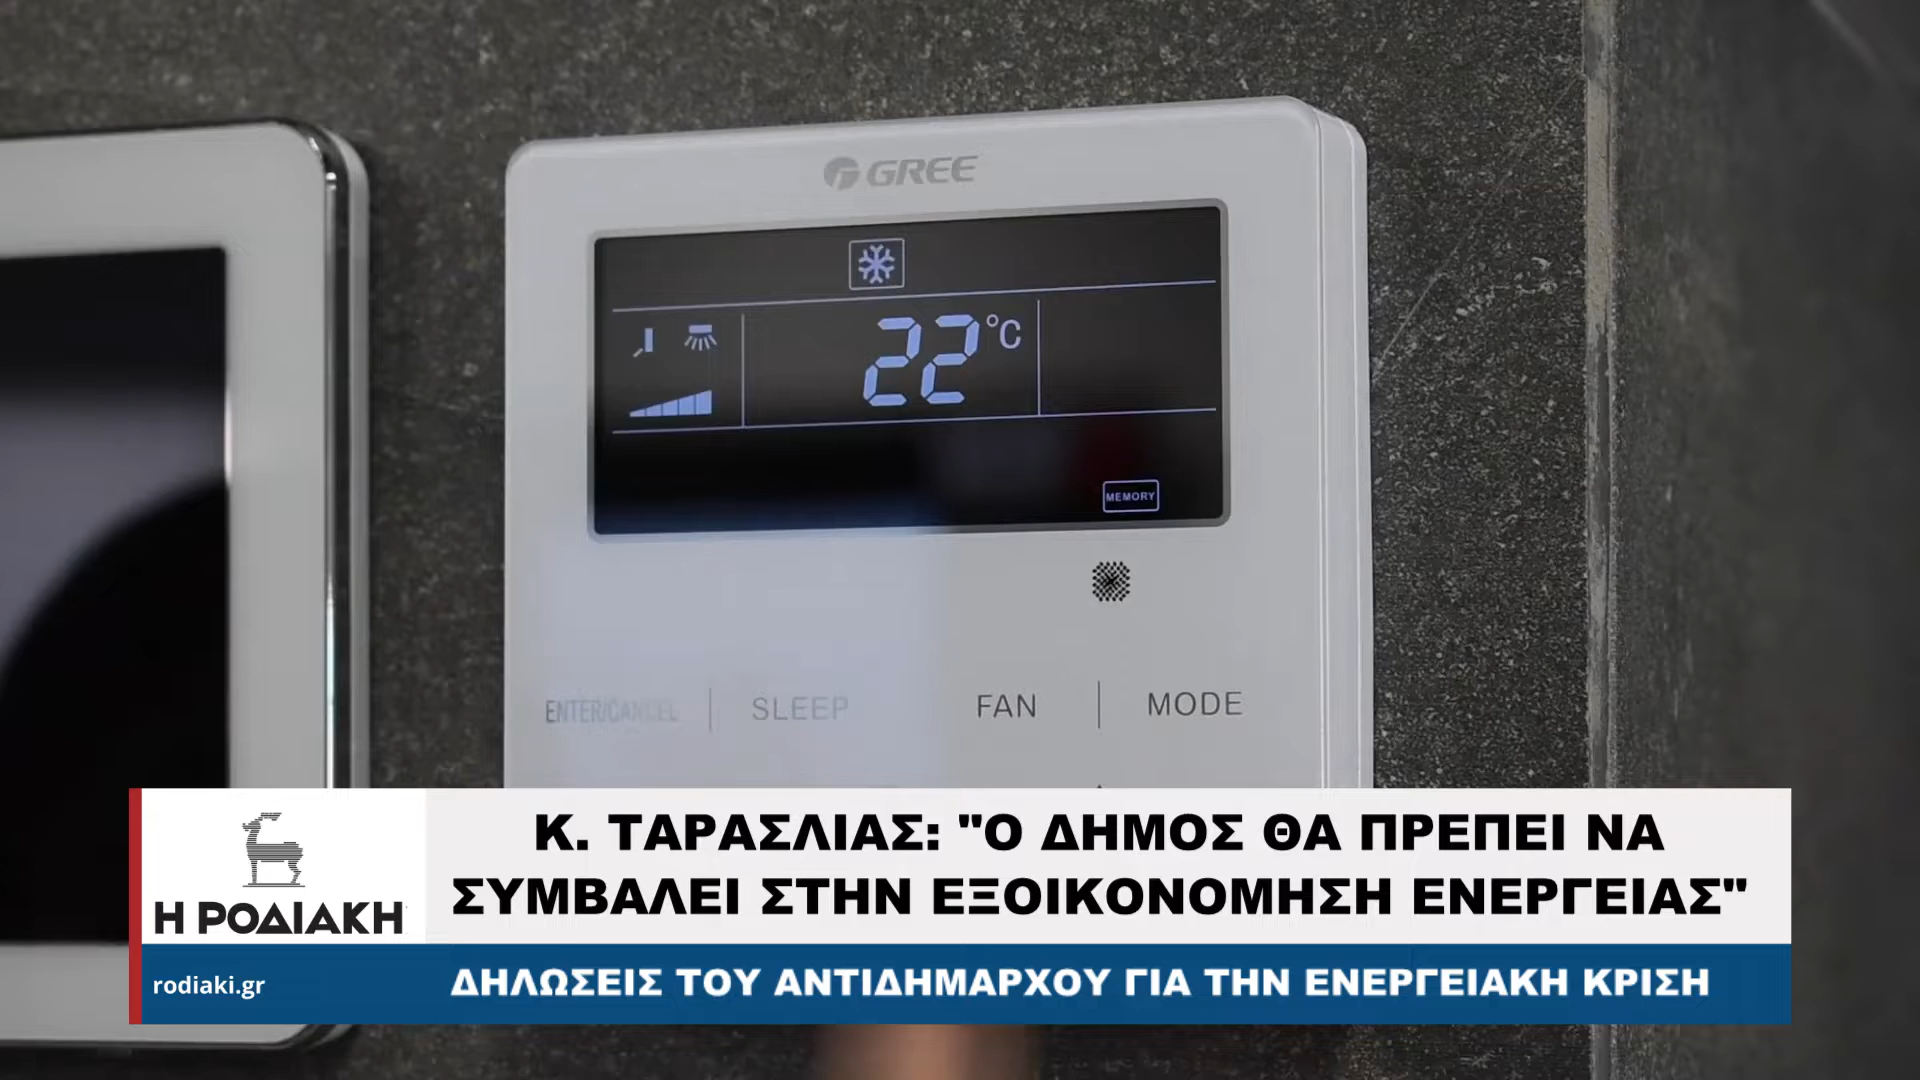 GREE
22°C
MEMORY
ENTER/CANCEL SLEEP FAN MODE
Κ. ΤΑΡΑΣΛΙΑΣ: "Ο ΔΗΜΟΣ ΘΑ ΠΡΕΠΕΙ ΝΑ
ΣΥΜΒΑΛΕΙ ΣΤΗΝ ΕΞΟΙΚΟΝΟΜΗΣΗ ΕΝΕΡΓΕΙΑΣ"
Η ΡΟΔΙΑΚΗ
rodiaki.gr
ΔΗΛΩΣΕΙΣ ΤΟΥ ΑΝΤΙΔΗΜΑΡΧΟΥ ΓΙΑ ΤΗΝ ΕΝΕΡΓΕΙΑΚΗ ΚΡΙΣΗ